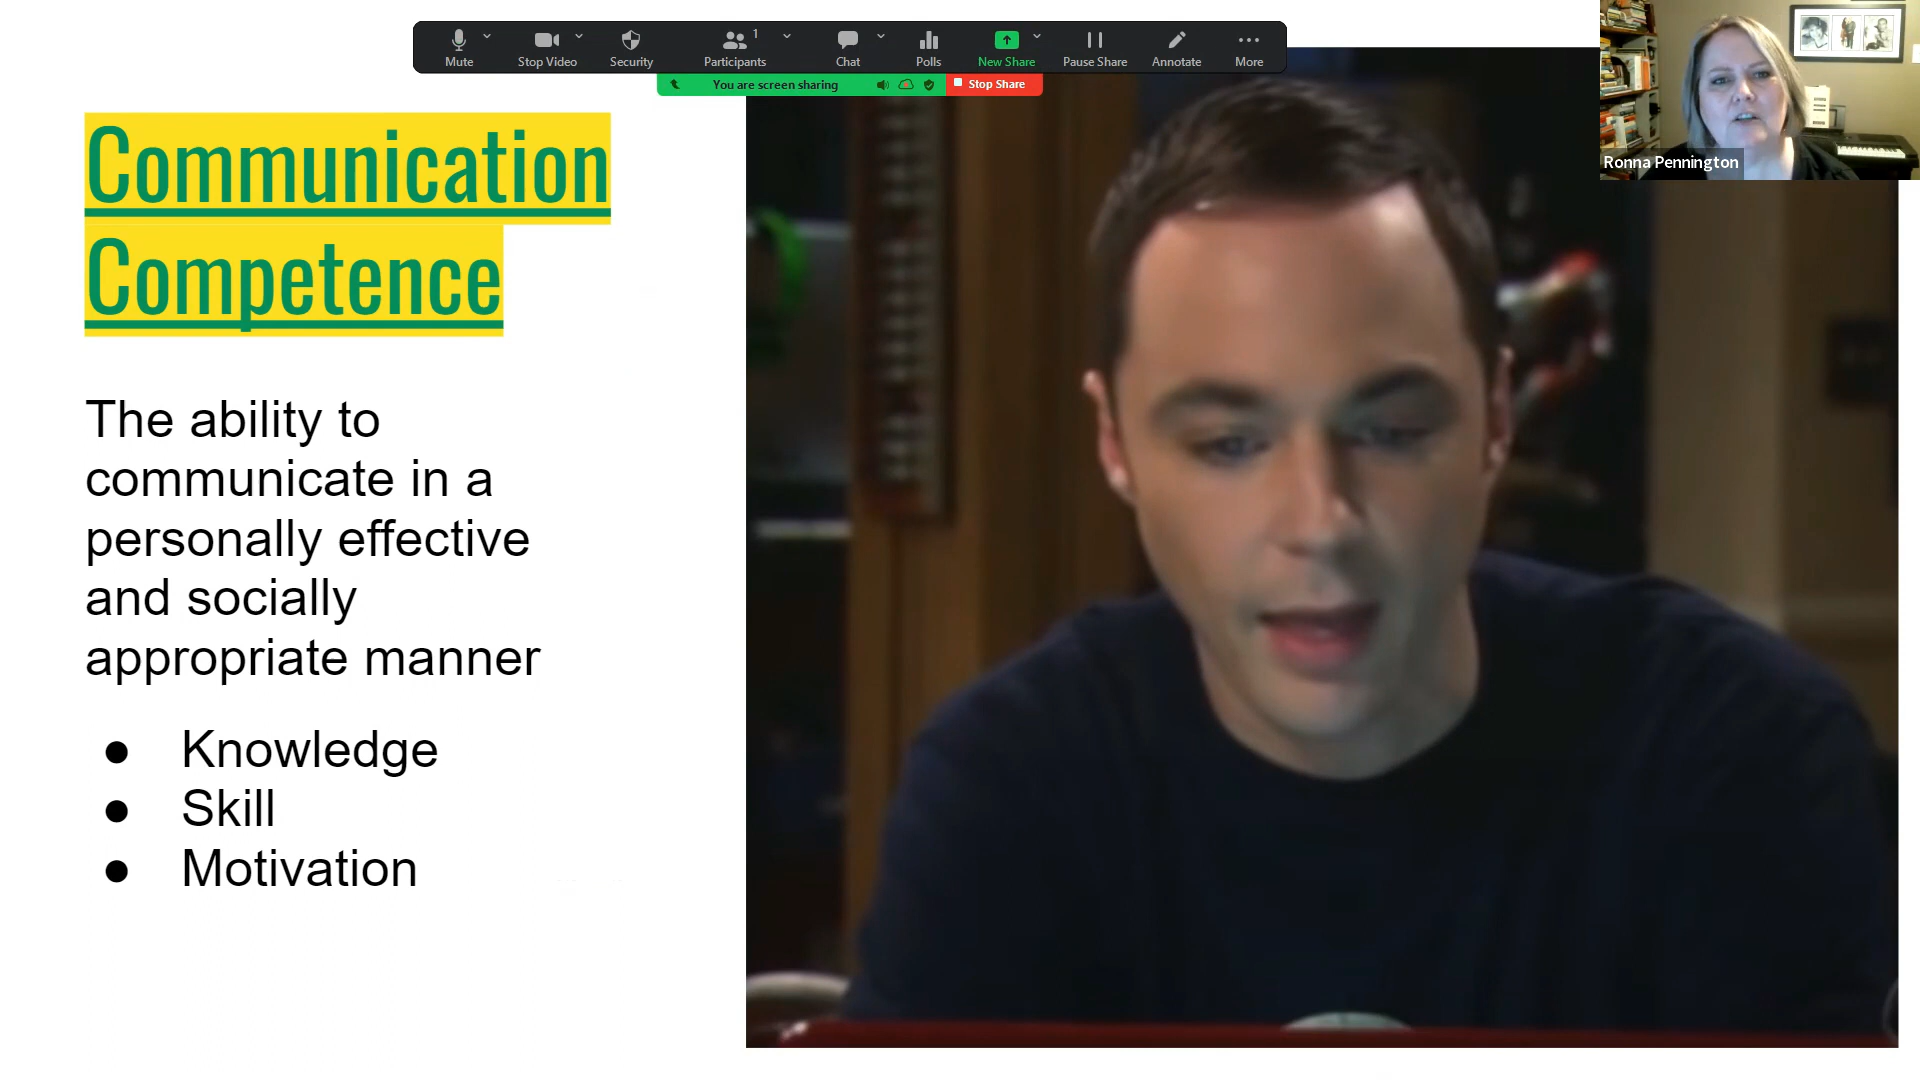 Mute
Stop Video
Security
Participants
1
Chat
Polls
New Share
Pause Share
Annotate
More
You are screen sharing
Stop Share
Ronna Pennington
Communication
Competence
The ability to
communicate in a
personally effective
and socially
appropriate manner
● Knowledge
● Skill
● Motivation